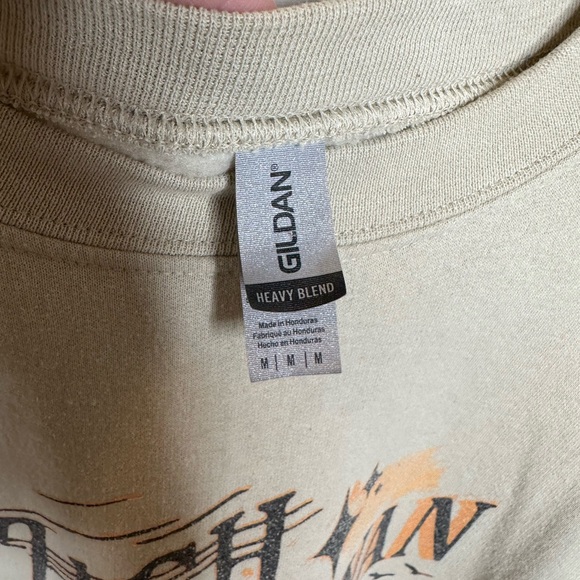 GILDAN®
HEAVY BLEND
Made in Honduras
Fabriqué au Honduras
Hecho en Honduras
M | M | M